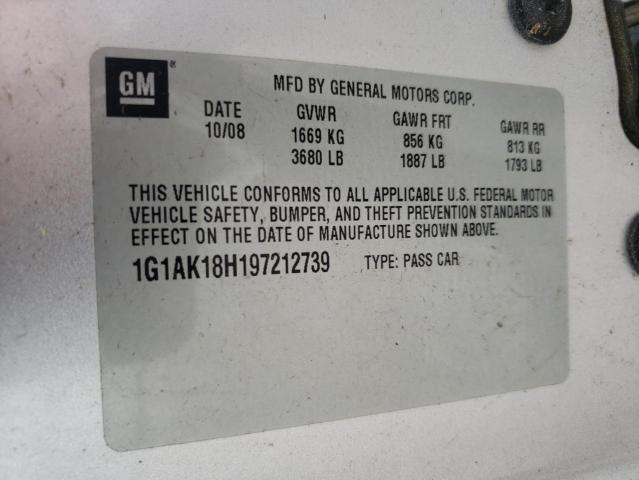 GM®
MFD BY GENERAL MOTORS CORP.
DATE GVWR GAWR FRT GAWR RR
10/08 1669 KG 856 KG 813 KG
3680 LB 1887 LB 1793 LB
THIS VEHICLE CONFORMS TO ALL APPLICABLE U.S. FEDERAL MOTOR
VEHICLE SAFETY, BUMPER, AND THEFT PREVENTION STANDARDS IN
EFFECT ON THE DATE OF MANUFACTURE SHOWN ABOVE.
1G1AK18H197212739 TYPE: PASS CAR